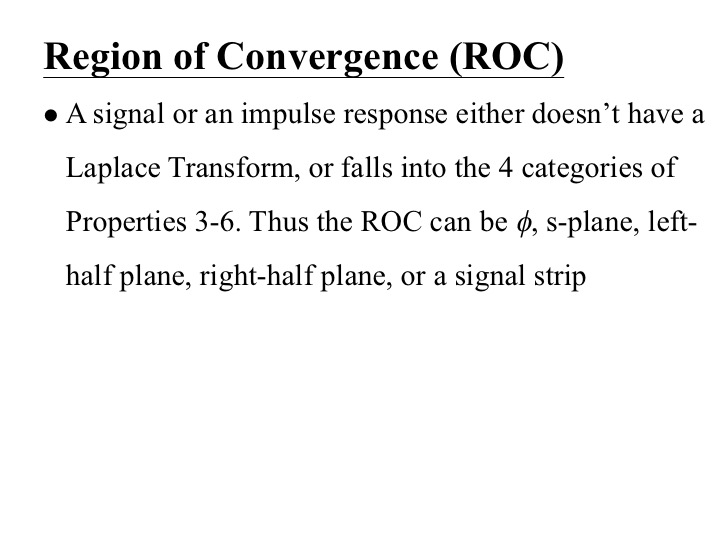 Region of Convergence (ROC)
● A signal or an impulse response either doesn’t have a
Laplace Transform, or falls into the 4 categories of
Properties 3-6. Thus the ROC can be ϕ, s-plane, left-
half plane, right-half plane, or a signal strip